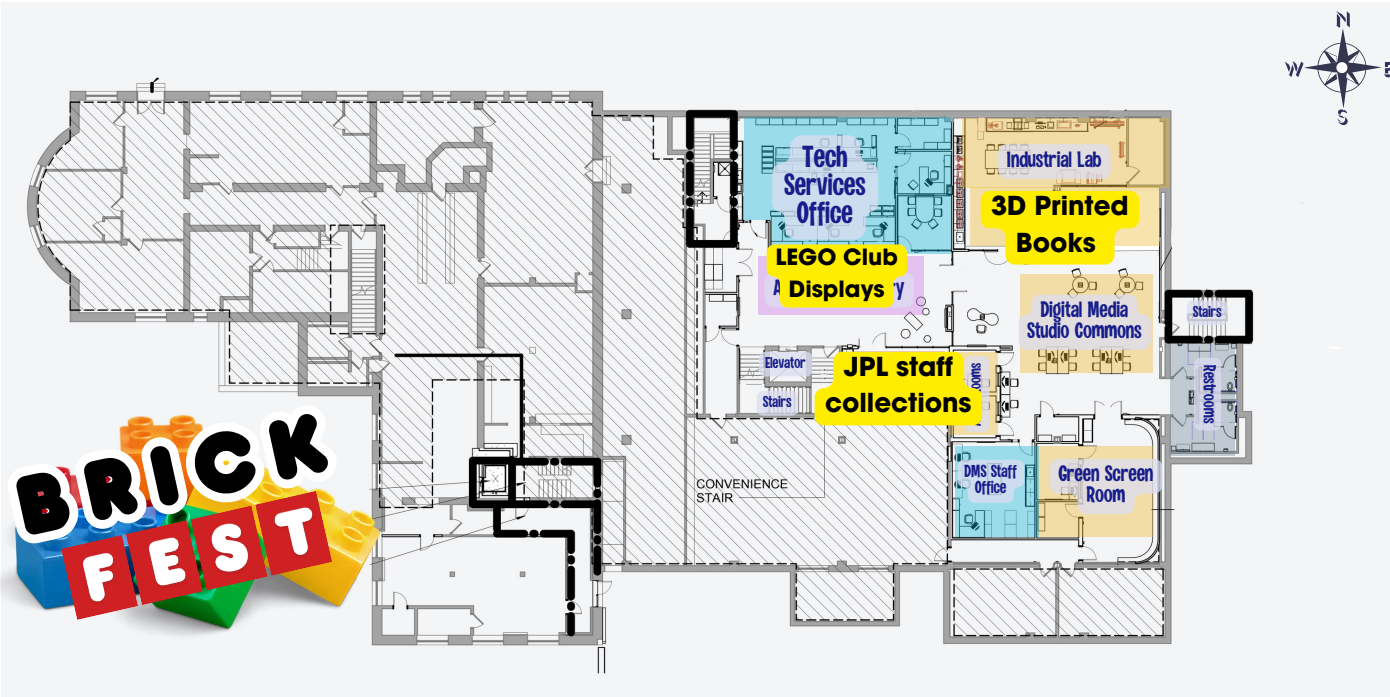 N
W
S
Tech
Services
Office
Industrial Lab
3D Printed
Books
LEGO Club
Displays
Digital Media
Studio Commons
Stairs
Elevator
JPL staff
collections
Stairs
Restrooms
DMS Staff
Office
Green Screen
Room
CONVENIENCE
STAIR
BRICK
FEST